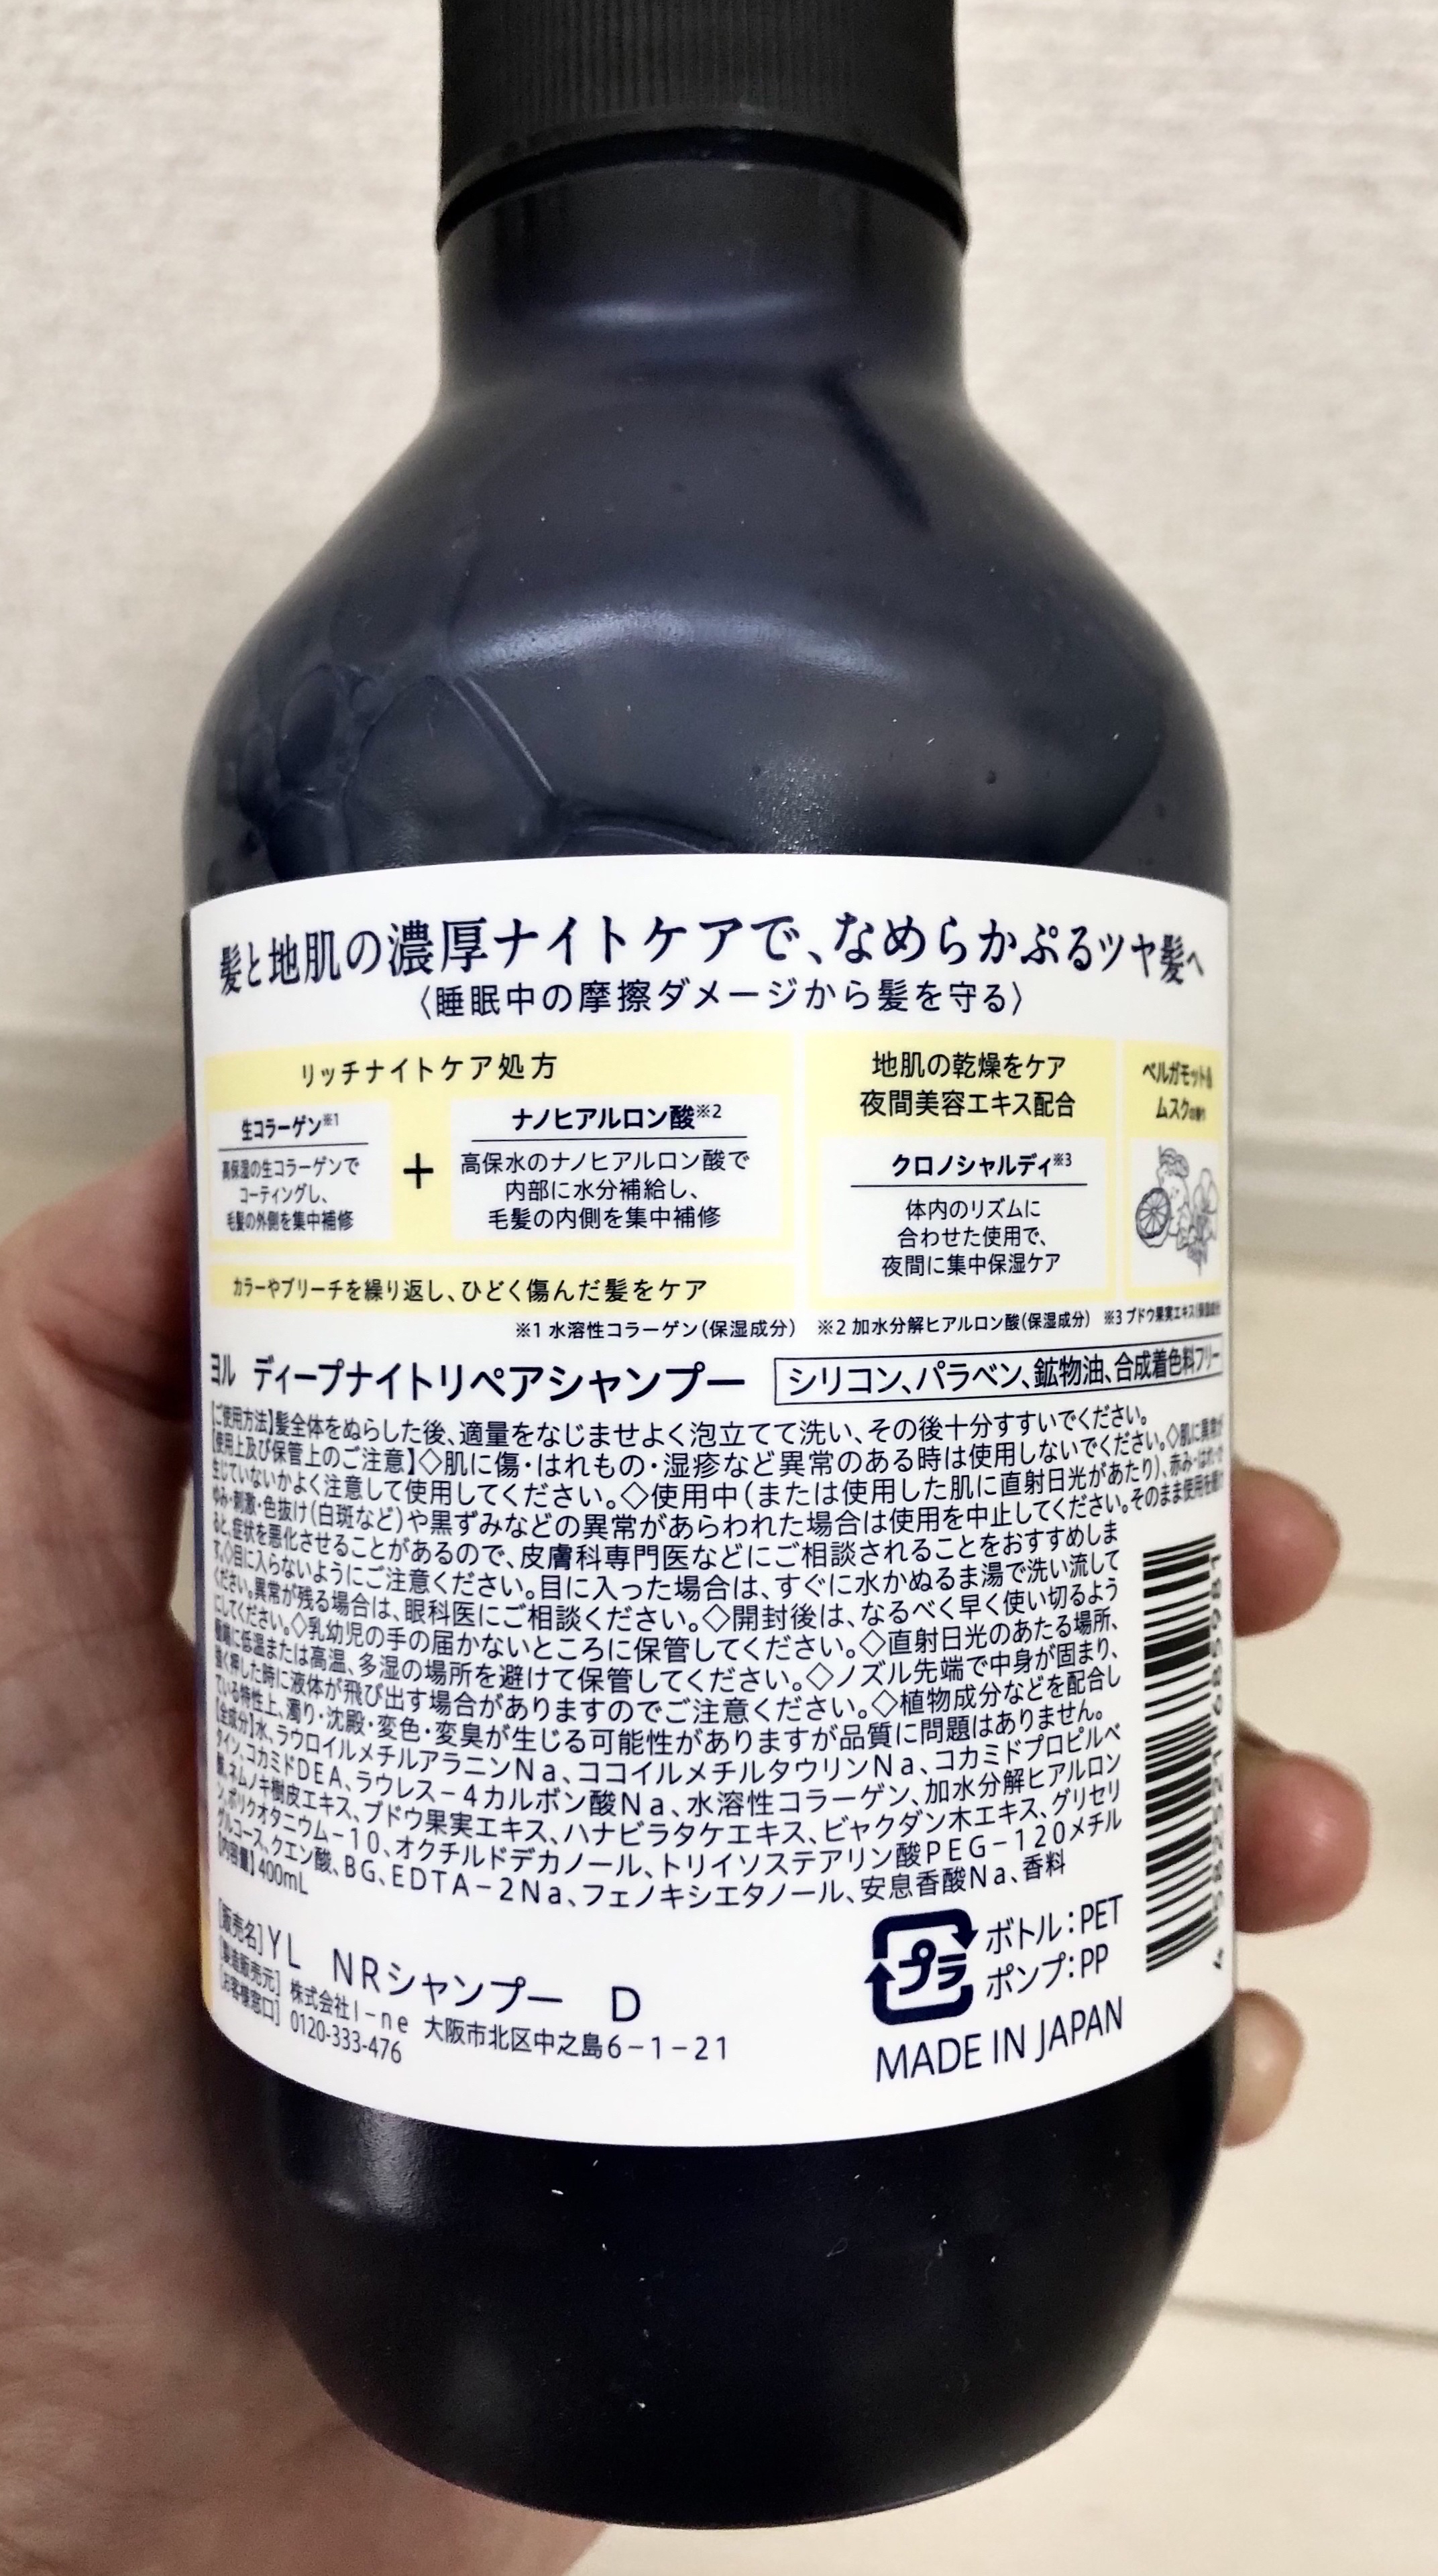 髪と地肌の濃厚ナイトケアで、なめらかぷるツヤ髪へ
〈睡眠中の摩擦ダメージから髪を守る〉
リッチナイトケア処方
生コラーゲン※1
高保湿の生コラーゲンで
コーティングし、
毛髪の外側を集中補修
+
ナノヒアルロン酸※2
高保水のナノヒアルロン酸で
内部に水分補給し、
毛髪の内側を集中補修
カラーやブリーチを繰り返し、ひどく傷んだ髪をケア
地肌の乾燥をケア
夜間美容エキス配合
クロノシャルディ※3
体内のリズムに
合わせた使用で、
夜間に集中保湿ケア
ベルガモット&
ムスクの香り
※1 水溶性コラーゲン(保湿成分) ※2 加水分解ヒアルロン酸(保湿成分) ※3 ブドウ果実エキス(保湿成分
ヨル ディープナイトリペアシャンプー
シリコン、パラベン、鉱物油、合成着色料フリー
【ご使用方法】髪全体をぬらした後、適量をなじませよく泡立てて洗い、その後十分すすいでください。
【使用上及び保管上のご注意】◇肌に傷・はれもの・湿疹など異常のある時は使用しないでください。◇肌に異常が
生じていないかよく注意して使用してください。◇使用中(または使用した肌に直射日光があたり)、赤み・はれ・か
ゆみ・刺激・色抜け(白斑など)や黒ずみなどの異常があらわれた場合は使用を中止してください。そのまま使用を続け
ると、症状を悪化させることがあるので、皮膚科専門医などにご相談されることをおすすめしま
す。◇目に入らないようにご注意ください。目に入った場合は、すぐに水かぬるま湯で洗い流して
ください。異常が残る場合は、眼科医にご相談ください。◇開封後は、なるべく早く使い切るよう
にしてください。◇乳幼児の手の届かないところに保管してください。◇直射日光のあたる場所、
極端に低温または高温、多湿の場所を避けて保管してください。◇ノズル先端で中身が固まり、
強く押した時に液体が飛び出す場合がありますのでご注意ください。◇植物成分などを配合し
ている特性上、濁り・沈殿・変色・変臭が生じる可能性がありますが品質に問題はありません。
【全成分】水、ラウロイルメチルアラニンNa、ココイルメチルタウリンNa、コカミドプロピルベ
タイン、コカミドDEA、ラウレス-4カルボン酸Na、水溶性コラーゲン、加水分解ヒアルロン
酸、ネムノキ樹皮エキス、ブドウ果実エキス、ハナビラタケエキス、ビャクダン木エキス、グリセリ
ン、ポリクオタニウム-10、オクチルドデカノール、トリイソステアリン酸PEG-120メチル
グルコース、クエン酸、BG、EDTA-2Na、フェノキシエタノール、安息香酸Na、香料
【内容量】400mL
[販売名]YL NRシャンプー D
[製造販売元] 株式会社I-ne 大阪市北区中之島6-1-21
[お客様窓口] 0120-333-476
プラ
ボトル:PET
ポンプ:PP
MADE IN JAPAN